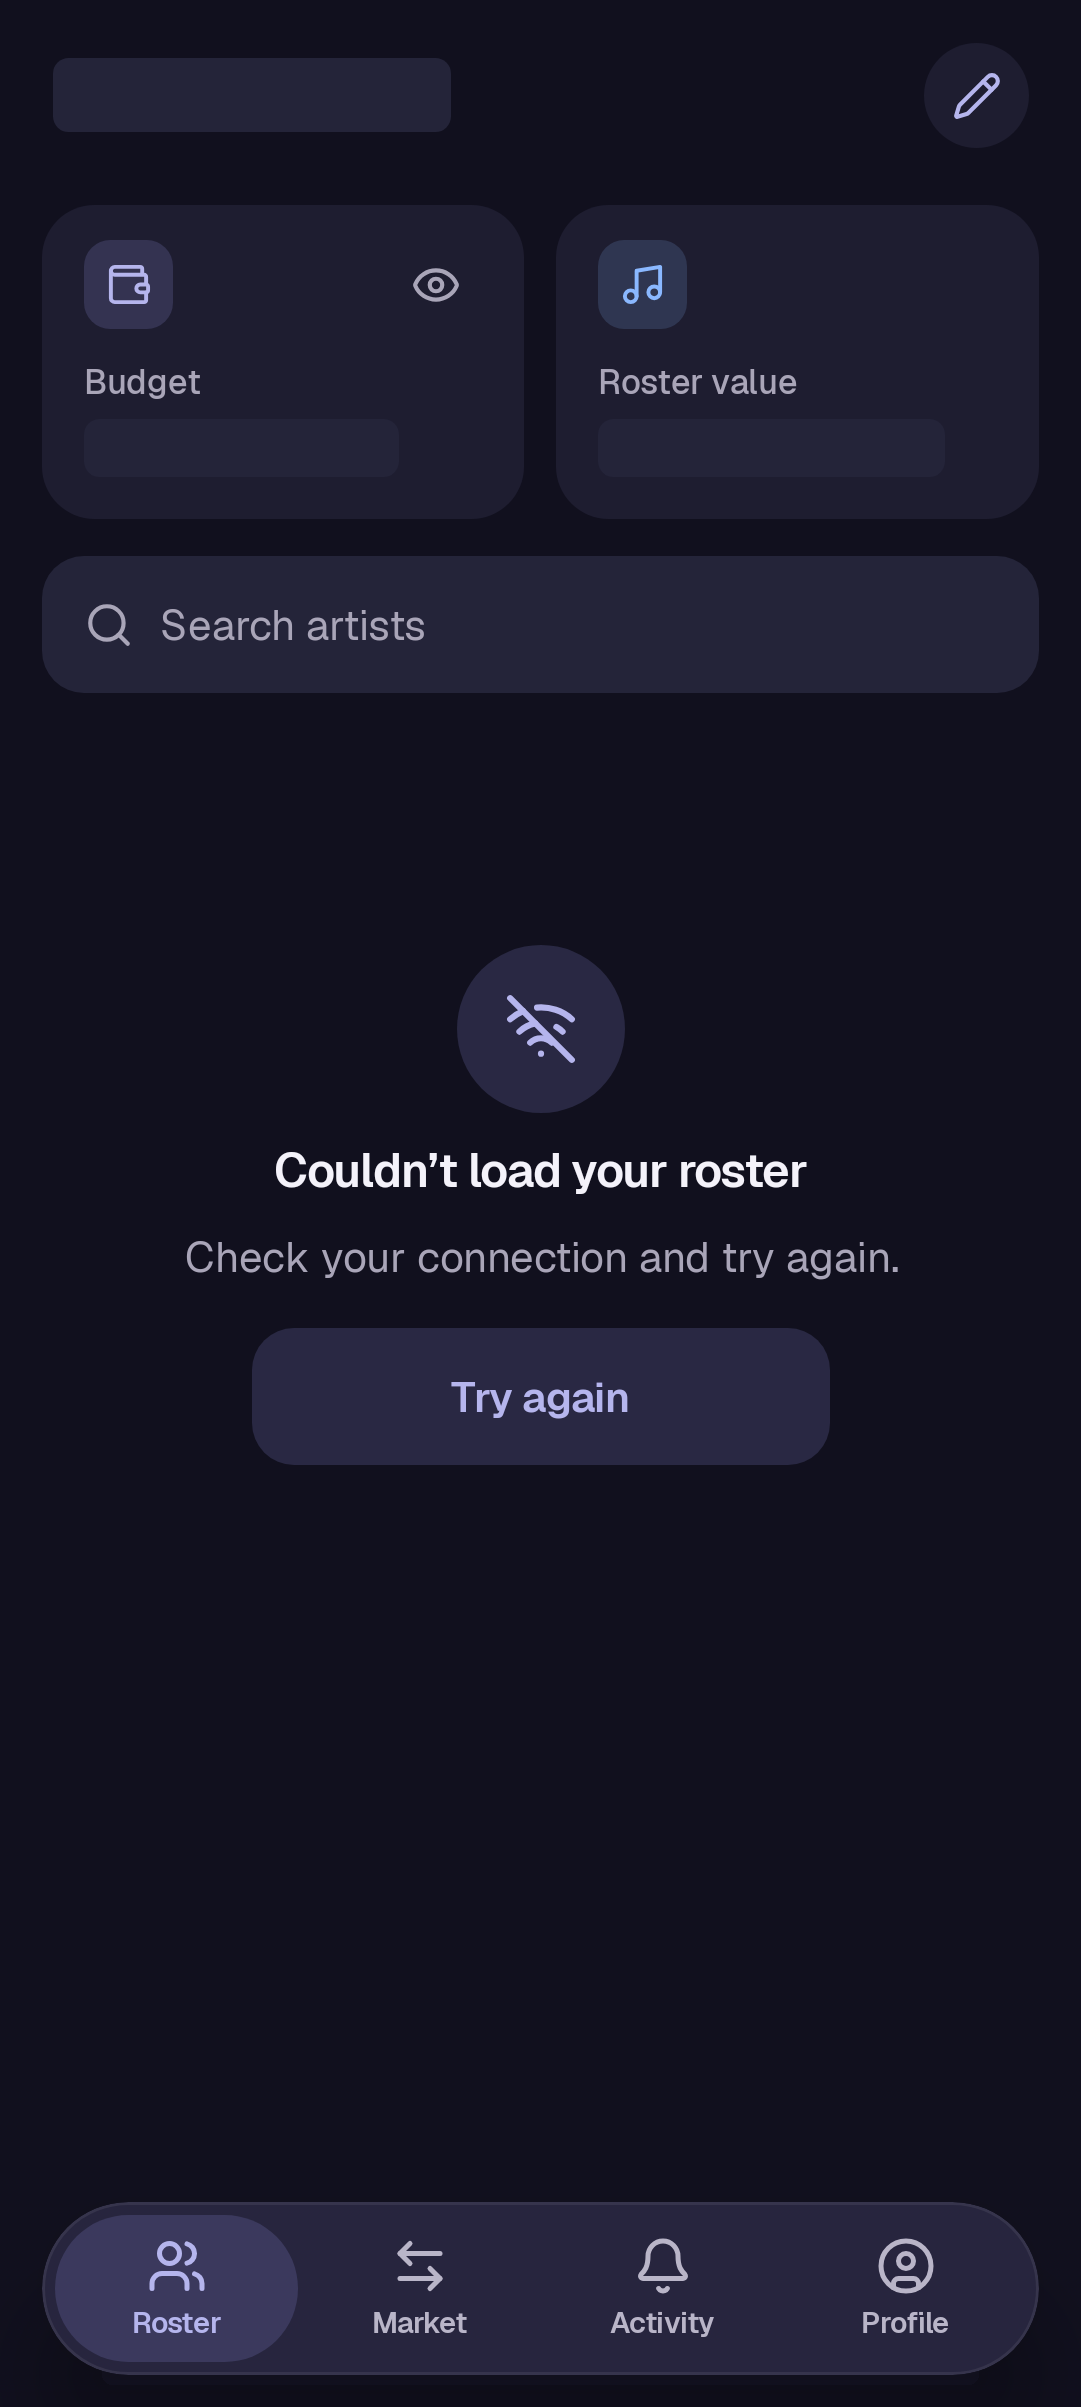 Budget
Roster value
Search artists
Couldn’t load your roster
Check your connection and try again.
Try again
Roster
Market
Activity
Profile